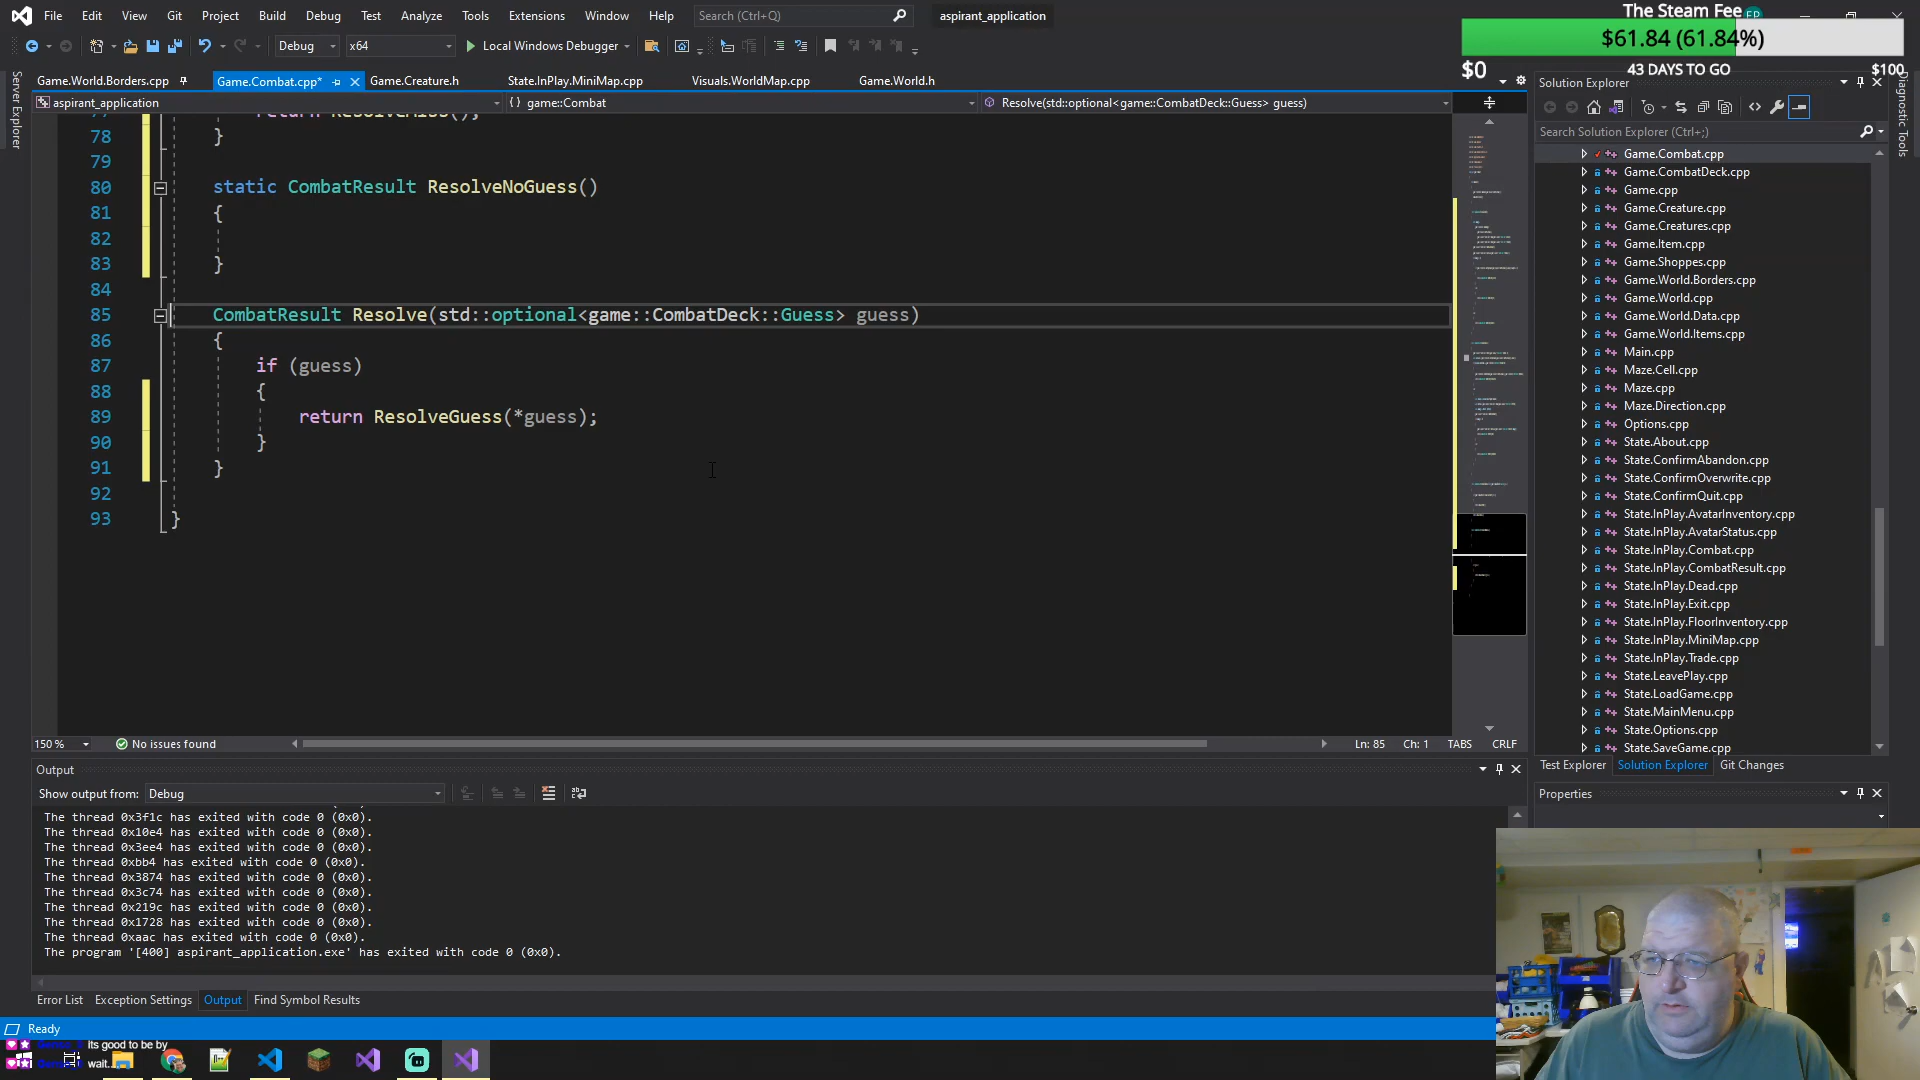 File Edit View Git Project Build Debug Test Analyze Tools Extensions Window Help Search (Ctrl+Q) aspirant_application
The Steam Fee
$61.84 (61.84%)
$0 43 DAYS TO GO $100
Debug x64 Local Windows Debugger
Server Explorer
Game.World.Borders.cpp Game.Combat.cpp* Game.Creature.h State.InPlay.MiniMap.cpp Visuals.WorldMap.cpp Game.World.h
aspirant_application {} game::Combat Resolve(std::optional<game::CombatDeck::Guess> guess)
78 }
79
80 static CombatResult ResolveNoGuess()
81 {
82
83 }
84
85 CombatResult Resolve(std::optional<game::CombatDeck::Guess> guess)
86 {
87 if (guess)
88 {
89 return ResolveGuess(*guess);
90 }
91 }
92
93 }
150 % No issues found Ln: 85 Ch: 1 TABS CRLF
Output
Show output from: Debug
The thread 0x3f1c has exited with code 0 (0x0).
The thread 0x10e4 has exited with code 0 (0x0).
The thread 0x3ee4 has exited with code 0 (0x0).
The thread 0xbb4 has exited with code 0 (0x0).
The thread 0x3874 has exited with code 0 (0x0).
The thread 0x3c74 has exited with code 0 (0x0).
The thread 0x219c has exited with code 0 (0x0).
The thread 0x1728 has exited with code 0 (0x0).
The thread 0xaac has exited with code 0 (0x0).
The program '[400] aspirant_application.exe' has exited with code 0 (0x0).
Error List Exception Settings Output Find Symbol Results
Ready
Its good to be by
wait..
Solution Explorer
Search Solution Explorer (Ctrl+;)
Game.Combat.cpp
Game.CombatDeck.cpp
Game.cpp
Game.Creature.cpp
Game.Creatures.cpp
Game.Item.cpp
Game.Shoppes.cpp
Game.World.Borders.cpp
Game.World.cpp
Game.World.Data.cpp
Game.World.Items.cpp
Main.cpp
Maze.Cell.cpp
Maze.cpp
Maze.Direction.cpp
Options.cpp
State.About.cpp
State.ConfirmAbandon.cpp
State.ConfirmOverwrite.cpp
State.ConfirmQuit.cpp
State.InPlay.AvatarInventory.cpp
State.InPlay.AvatarStatus.cpp
State.InPlay.Combat.cpp
State.InPlay.CombatResult.cpp
State.InPlay.Dead.cpp
State.InPlay.Exit.cpp
State.InPlay.FloorInventory.cpp
State.InPlay.MiniMap.cpp
State.InPlay.Trade.cpp
State.LeavePlay.cpp
State.LoadGame.cpp
State.MainMenu.cpp
State.Options.cpp
State.SaveGame.cpp
Test Explorer Solution Explorer Git Changes
Properties
Diagnostic Tools